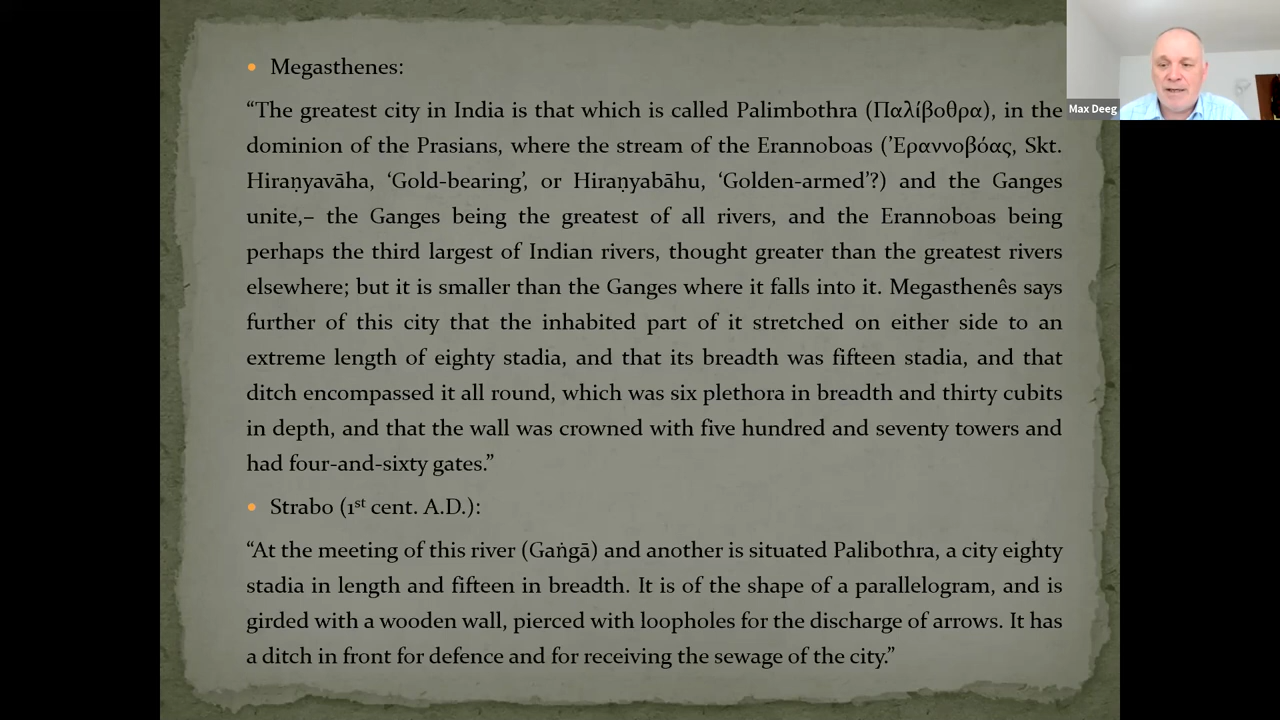 • Megasthenes:
“The greatest city in India is that which is called Palimbothra (Παλίβοθρα), in the
dominion of the Prasians, where the stream of the Erannoboas (Ἐραννοβόας, Skt.
Hiraṇyavāha, ‘Gold-bearing’, or Hiraṇyabāhu, ‘Golden-armed’?) and the Ganges
unite,– the Ganges being the greatest of all rivers, and the Erannoboas being
perhaps the third largest of Indian rivers, thought greater than the greatest rivers
elsewhere; but it is smaller than the Ganges where it falls into it. Megasthenês says
further of this city that the inhabited part of it stretched on either side to an
extreme length of eighty stadia, and that its breadth was fifteen stadia, and that
ditch encompassed it all round, which was six plethora in breadth and thirty cubits
in depth, and that the wall was crowned with five hundred and seventy towers and
had four-and-sixty gates.”
• Strabo (1st cent. A.D.):
“At the meeting of this river (Gaṅgā) and another is situated Palibothra, a city eighty
stadia in length and fifteen in breadth. It is of the shape of a parallelogram, and is
girded with a wooden wall, pierced with loopholes for the discharge of arrows. It has
a ditch in front for defence and for receiving the sewage of the city.”
Max Deeg